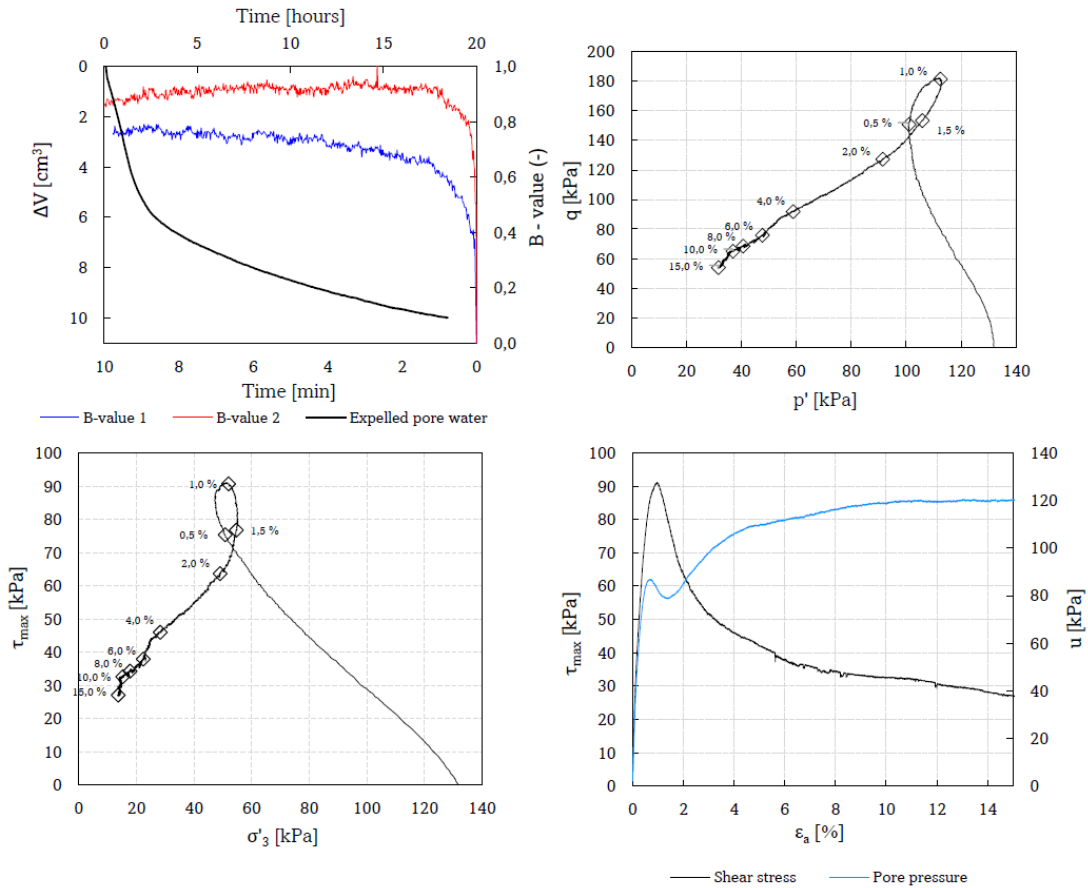 Time [hours]
0 5 10 15 20
0 2 4 6 8 10
ΔV [cm³]
1,0 0,8 0,6 0,4 0,2 0,0
B - value (-)
10 8 6 4 2 0
Time [min]
B-value 1 B-value 2 Expelled pore water
200 180 160 140 120 100 80 60 40 20 0
q [kPa]
1,0 %
0,5 %
1,5 %
2,0 %
4,0 %
6,0 %
8,0 %
10,0 %
15,0 %
0 20 40 60 80 100 120 140
p' [kPa]
100 90 80 70 60 50 40 30 20 10 0
τmax [kPa]
1,0 %
0,5 %
1,5 %
2,0 %
4,0 %
6,0 %
8,0 %
10,0 %
15,0 %
0 20 40 60 80 100 120 140
σ'₃ [kPa]
100 90 80 70 60 50 40 30 20 10 0
τmax [kPa]
140 120 100 80 60 40 20 0
u [kPa]
0 2 4 6 8 10 12 14
εa [%]
Shear stress Pore pressure